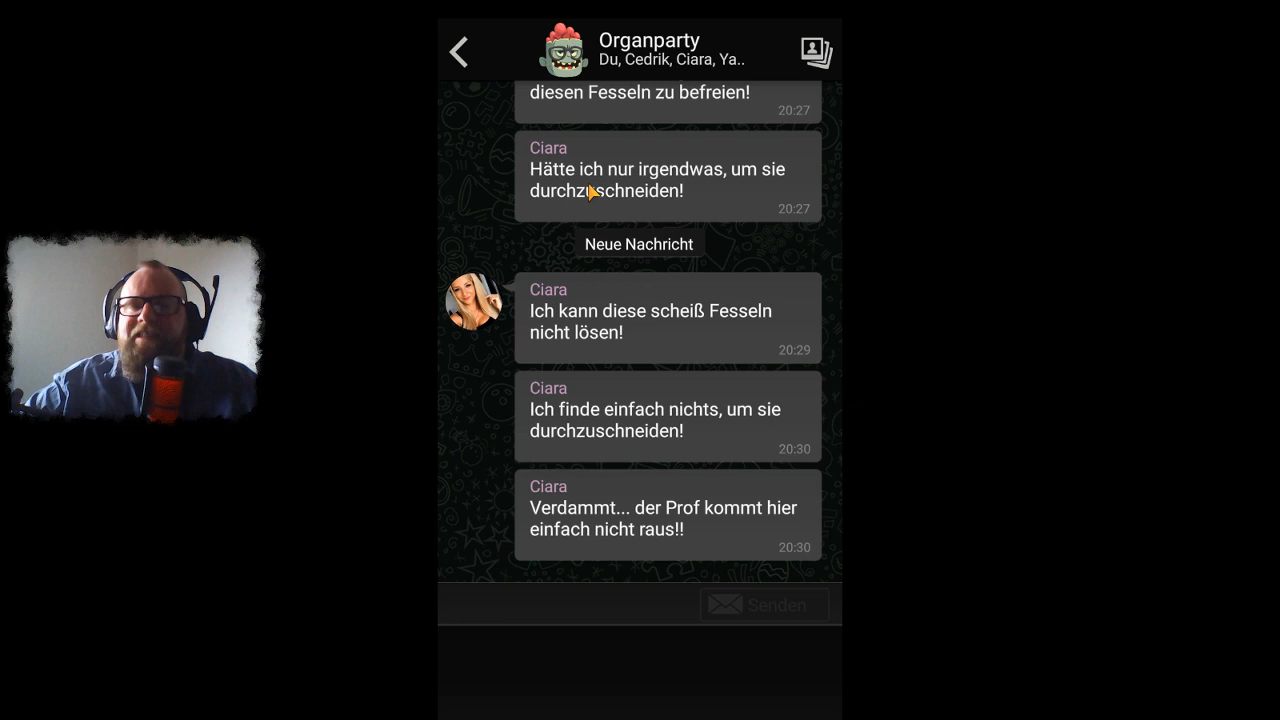 Organparty
Du, Cedrik, Ciara, Ya..
diesen Fesseln zu befreien!
20:27
Ciara
Hätte ich nur irgendwas, um sie
durchzuschneiden!
20:27
Neue Nachricht
Ciara
Ich kann diese scheiß Fesseln
nicht lösen!
20:29
Ciara
Ich finde einfach nichts, um sie
durchzuschneiden!
20:30
Ciara
Verdammt... der Prof kommt hier
einfach nicht raus!!
20:30
Senden